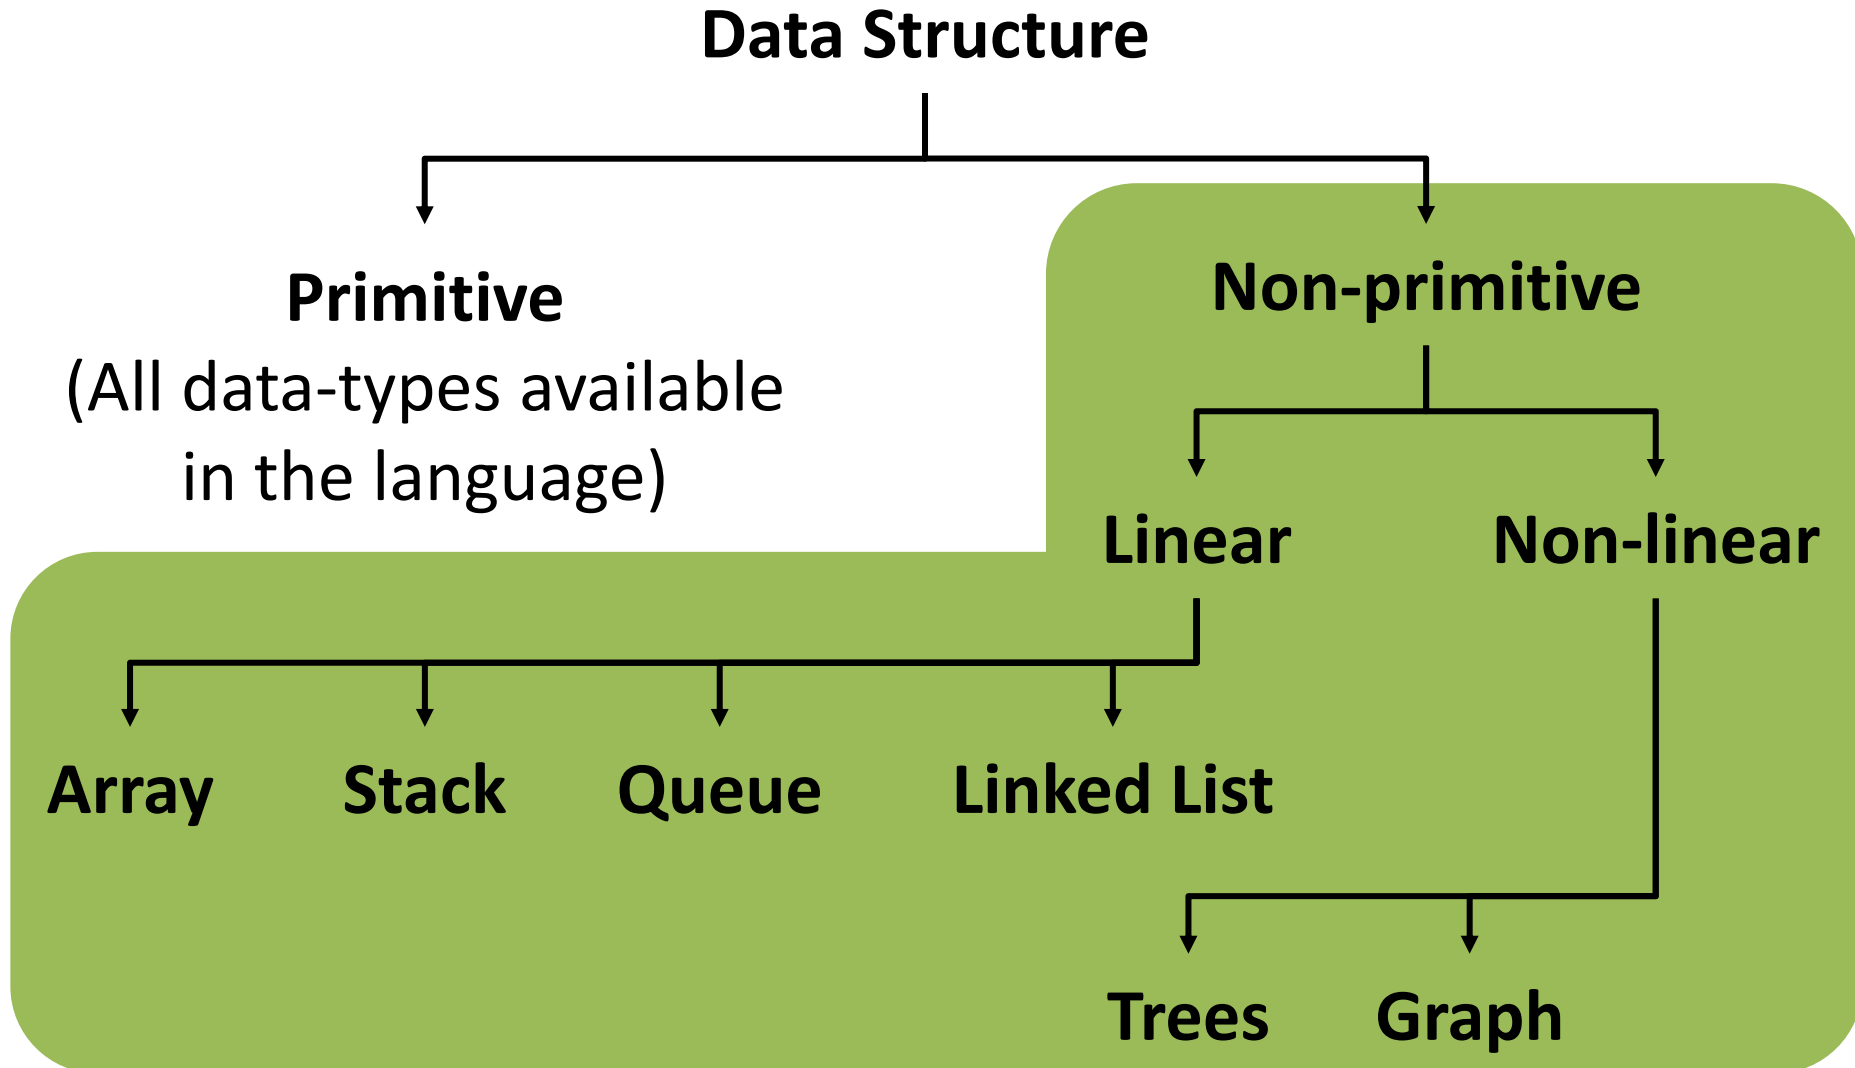 Data Structure
Primitive
(All data-types available
in the language)
Non-primitive
Linear
Non-linear
Array
Stack
Queue
Linked List
Trees
Graph